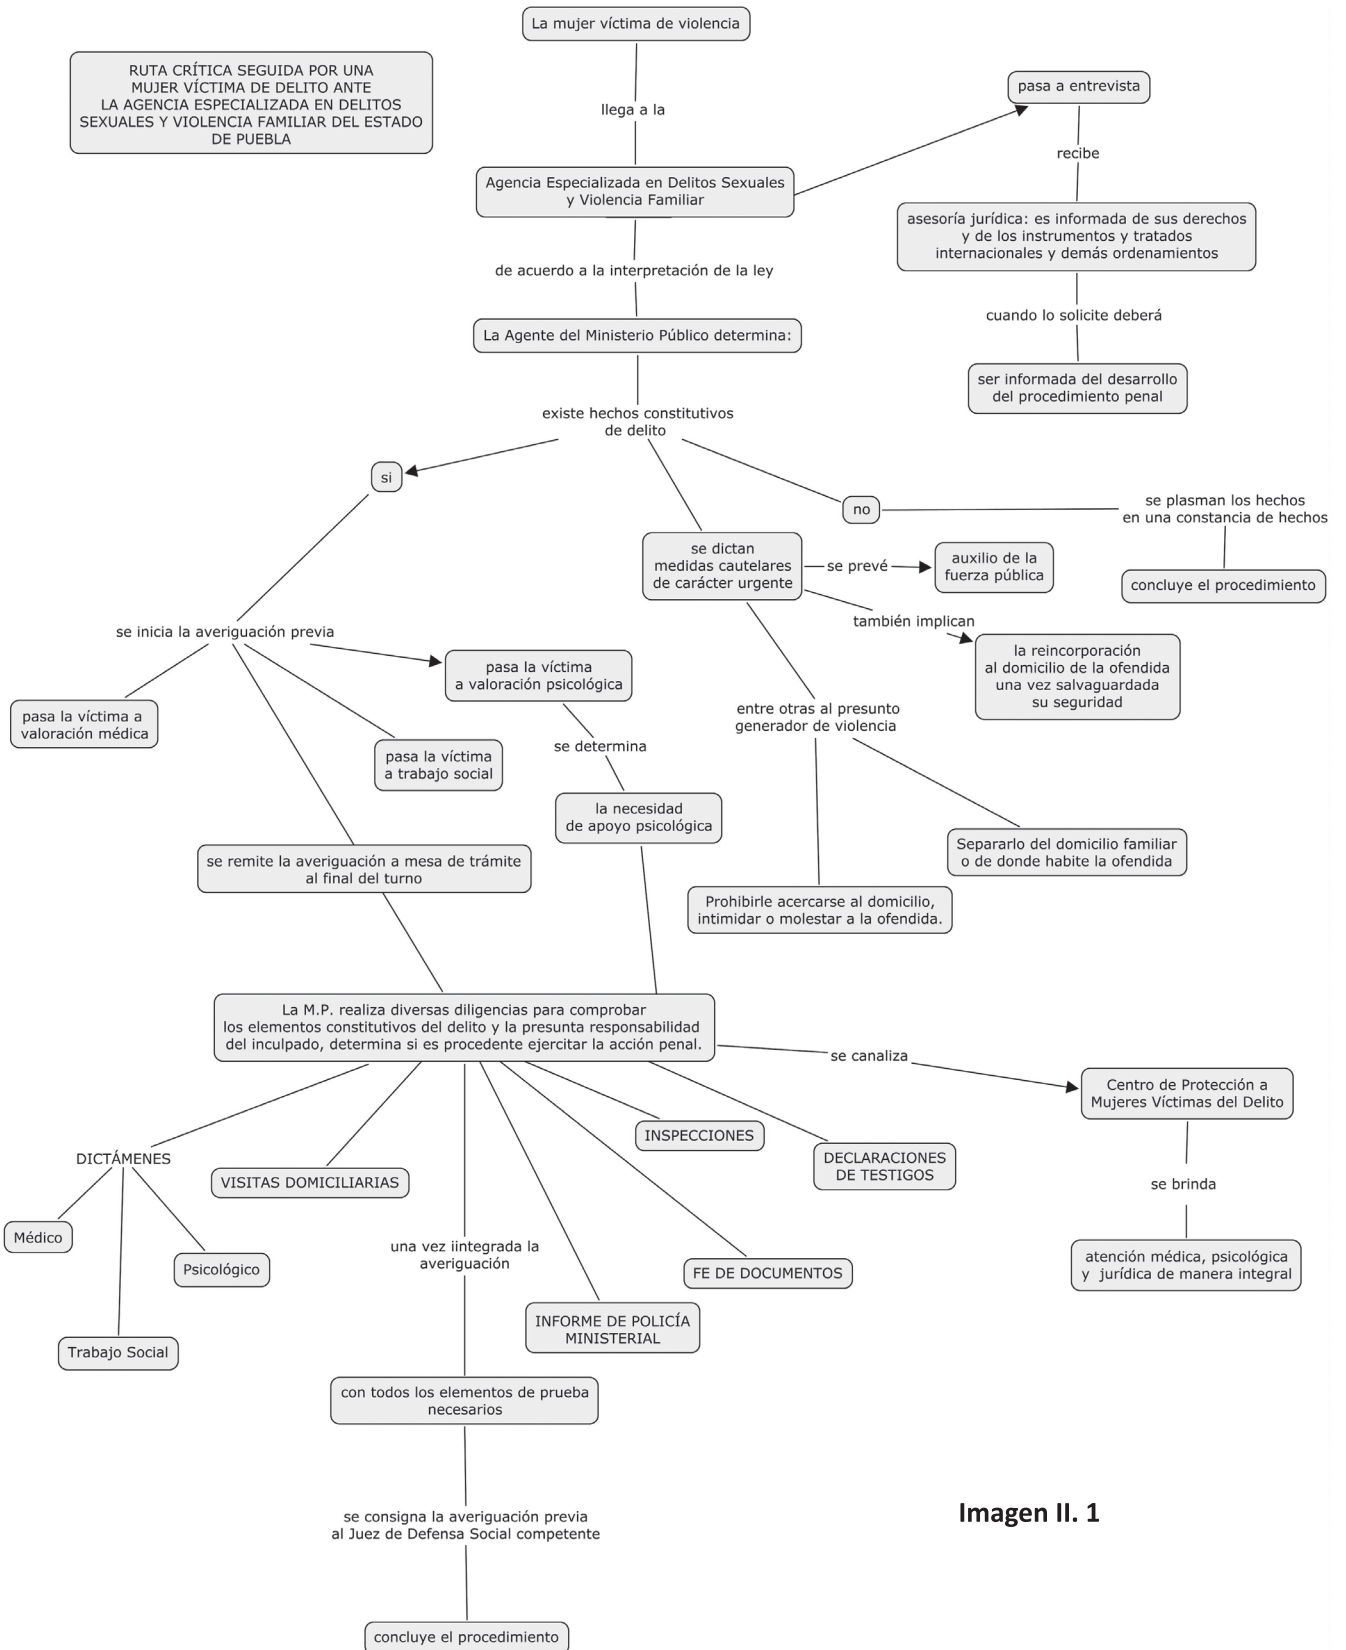 La mujer víctima de violencia
RUTA CRÍTICA SEGUIDA POR UNA
MUJER VÍCTIMA DE DELITO ANTE
LA AGENCIA ESPECIALIZADA EN DELITOS
SEXUALES Y VIOLENCIA FAMILIAR DEL ESTADO
DE PUEBLA
llega a la
pasa a entrevista
recibe
Agencia Especializada en Delitos Sexuales
y Violencia Familiar
asesoría jurídica: es informada de sus derechos
y de los instrumentos y tratados
internacionales y demás ordenamientos
de acuerdo a la interpretación de la ley
cuando lo solicite deberá
La Agente del Ministerio Público determina:
ser informada del desarrollo
del procedimiento penal
existe hechos constitutivos
de delito
si
no
se plasman los hechos
en una constancia de hechos
concluye el procedimiento
se dictan
medidas cautelares
de carácter urgente
se prevé
auxilio de la
fuerza pública
también implican
la reincorporación
al domicilio de la ofendida
una vez salvaguardada
su seguridad
se inicia la averiguación previa
pasa la víctima
a valoración psicológica
pasa la víctima a
valoración médica
pasa la víctima
a trabajo social
se determina
entre otras al presunto
generador de violencia
la necesidad
de apoyo psicológica
Separarlo del domicilio familiar
o de donde habite la ofendida
se remite la averiguación a mesa de trámite
al final del turno
Prohibirle acercarse al domicilio,
intimidar o molestar a la ofendida.
La M.P. realiza diversas diligencias para comprobar
los elementos constitutivos del delito y la presunta responsabilidad
del inculpado, determina si es procedente ejercitar la acción penal.
se canaliza
Centro de Protección a
Mujeres Víctimas del Delito
INSPECCIONES
DECLARACIONES
DE TESTIGOS
DICTÁMENES
VISITAS DOMICILIARIAS
se brinda
Médico
Psicológico
una vez iintegrada la
averiguación
FE DE DOCUMENTOS
atención médica, psicológica
y jurídica de manera integral
INFORME DE POLICÍA
MINISTERIAL
Trabajo Social
con todos los elementos de prueba
necesarios
se consigna la averiguación previa
al Juez de Defensa Social competente
Imagen II. 1
concluye el procedimiento